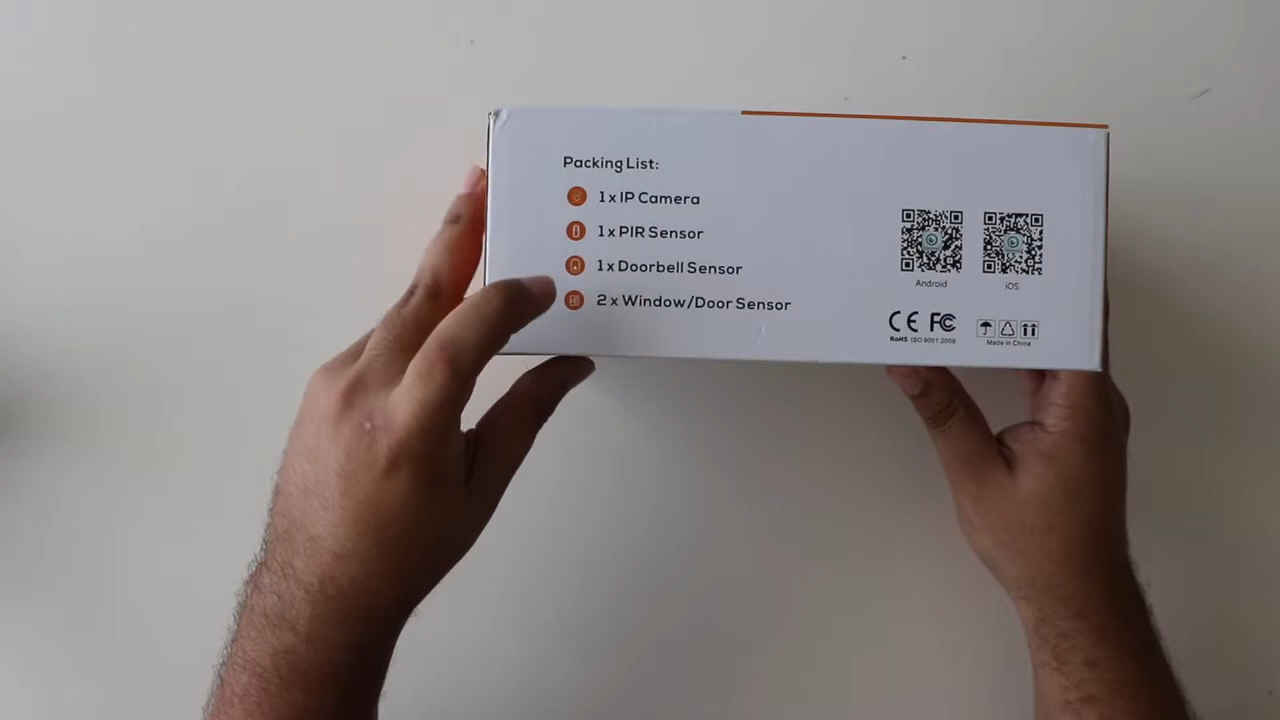 Packing List:
1 x IP Camera
1 x PIR Sensor
1 x Doorbell Sensor
2 x Window/Door Sensor
Android
iOS
CE FC
RoHS ISO 9001:2008
Made in China